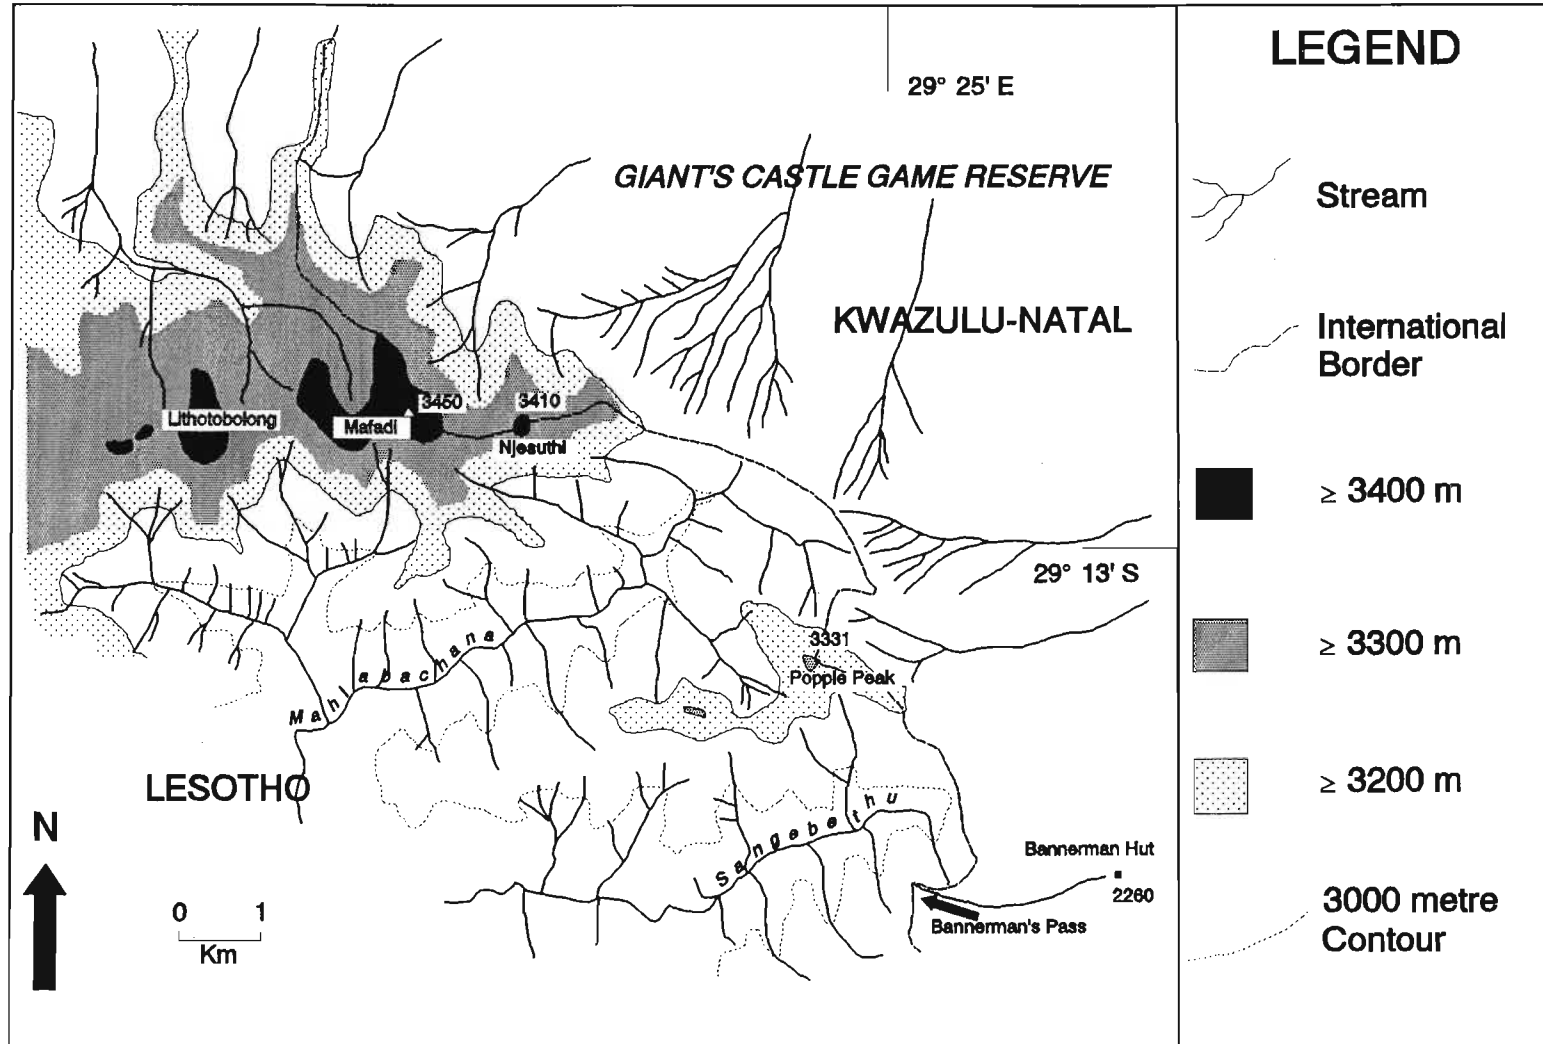 29° 25' E
GIANT'S CASTLE GAME RESERVE
KWAZULU-NATAL
3450
3410
Lithotobolong
Mafadi
Njesuthi
29° 13' S
3331
Popple Peak
Mahlabachana
LESOTHO
Sangebethu
N
0 1
Km
Bannerman Hut
2260
Bannerman's Pass
LEGEND
Stream
International
Border
≥ 3400 m
≥ 3300 m
≥ 3200 m
3000 metre
Contour